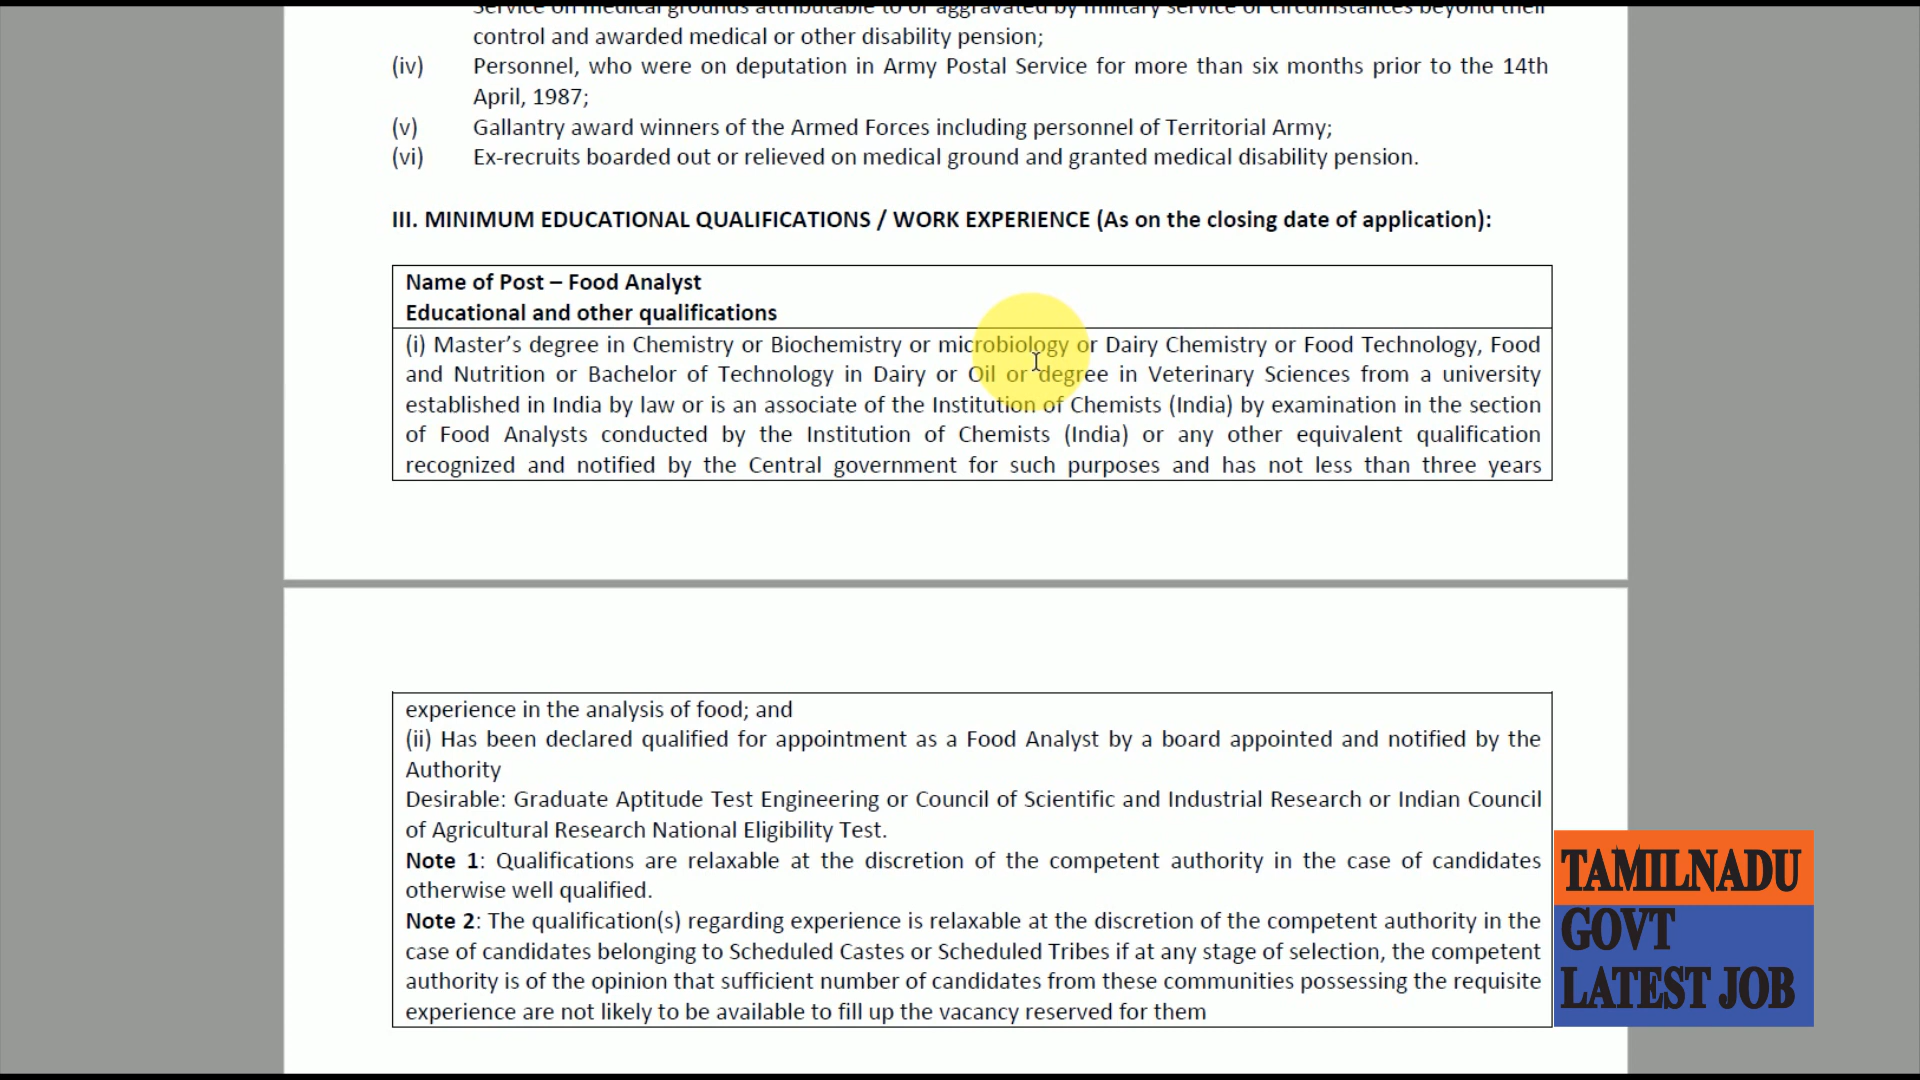 Service on medical grounds attributable to or aggravated by military service or circumstances beyond their
control and awarded medical or other disability pension;
(iv) Personnel, who were on deputation in Army Postal Service for more than six months prior to the 14th
April, 1987;
(v) Gallantry award winners of the Armed Forces including personnel of Territorial Army;
(vi) Ex-recruits boarded out or relieved on medical ground and granted medical disability pension.
III. MINIMUM EDUCATIONAL QUALIFICATIONS / WORK EXPERIENCE (As on the closing date of application):
Name of Post – Food Analyst
Educational and other qualifications
(i) Master’s degree in Chemistry or Biochemistry or microbiology or Dairy Chemistry or Food Technology, Food
and Nutrition or Bachelor of Technology in Dairy or Oil or degree in Veterinary Sciences from a university
established in India by law or is an associate of the Institution of Chemists (India) by examination in the section
of Food Analysts conducted by the Institution of Chemists (India) or any other equivalent qualification
recognized and notified by the Central government for such purposes and has not less than three years
experience in the analysis of food; and
(ii) Has been declared qualified for appointment as a Food Analyst by a board appointed and notified by the
Authority
Desirable: Graduate Aptitude Test Engineering or Council of Scientific and Industrial Research or Indian Council
of Agricultural Research National Eligibility Test.
Note 1: Qualifications are relaxable at the discretion of the competent authority in the case of candidates
otherwise well qualified.
Note 2: The qualification(s) regarding experience is relaxable at the discretion of the competent authority in the
case of candidates belonging to Scheduled Castes or Scheduled Tribes if at any stage of selection, the competent
authority is of the opinion that sufficient number of candidates from these communities possessing the requisite
experience are not likely to be available to fill up the vacancy reserved for them
TAMILNADU
GOVT
LATEST JOB